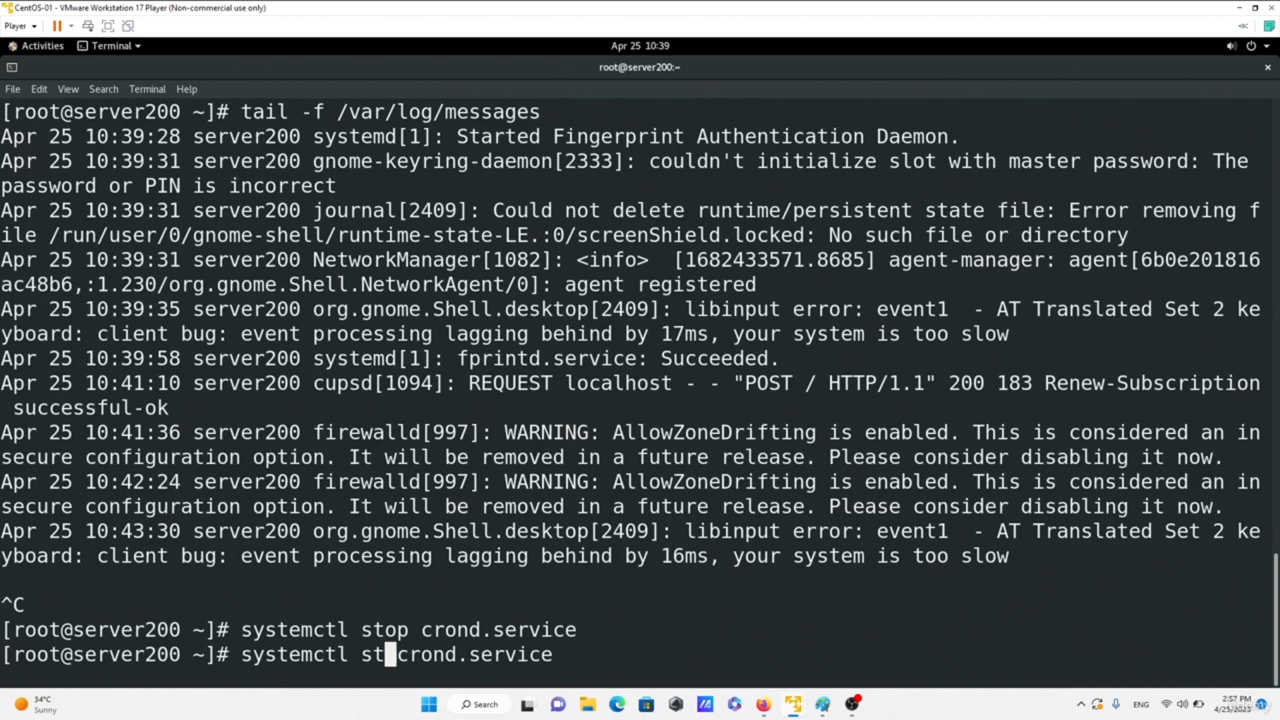 CentOS-01 - VMware Workstation 17 Player (Non-commercial use only)
Player
Activities Terminal Apr 25 10:39
root@server200:~
File Edit View Search Terminal Help
[root@server200 ~]# tail -f /var/log/messages
Apr 25 10:39:28 server200 systemd[1]: Started Fingerprint Authentication Daemon.
Apr 25 10:39:31 server200 gnome-keyring-daemon[2333]: couldn't initialize slot with master password: The
password or PIN is incorrect
Apr 25 10:39:31 server200 journal[2409]: Could not delete runtime/persistent state file: Error removing f
ile /run/user/0/gnome-shell/runtime-state-LE.:0/screenShield.locked: No such file or directory
Apr 25 10:39:31 server200 NetworkManager[1082]: <info>  [1682433571.8685] agent-manager: agent[6b0e201816
ac48b6,:1.230/org.gnome.Shell.NetworkAgent/0]: agent registered
Apr 25 10:39:35 server200 org.gnome.Shell.desktop[2409]: libinput error: event1  - AT Translated Set 2 ke
yboard: client bug: event processing lagging behind by 17ms, your system is too slow
Apr 25 10:39:58 server200 systemd[1]: fprintd.service: Succeeded.
Apr 25 10:41:10 server200 cupsd[1094]: REQUEST localhost - - "POST / HTTP/1.1" 200 183 Renew-Subscription
successful-ok
Apr 25 10:41:36 server200 firewalld[997]: WARNING: AllowZoneDrifting is enabled. This is considered an in
secure configuration option. It will be removed in a future release. Please consider disabling it now.
Apr 25 10:42:24 server200 firewalld[997]: WARNING: AllowZoneDrifting is enabled. This is considered an in
secure configuration option. It will be removed in a future release. Please consider disabling it now.
Apr 25 10:43:30 server200 org.gnome.Shell.desktop[2409]: libinput error: event1  - AT Translated Set 2 ke
yboard: client bug: event processing lagging behind by 16ms, your system is too slow
^C
[root@server200 ~]# systemctl stop crond.service
[root@server200 ~]# systemctl st crond.service
34°C
Sunny
Search
ENG
2:57 PM
4/25/2023